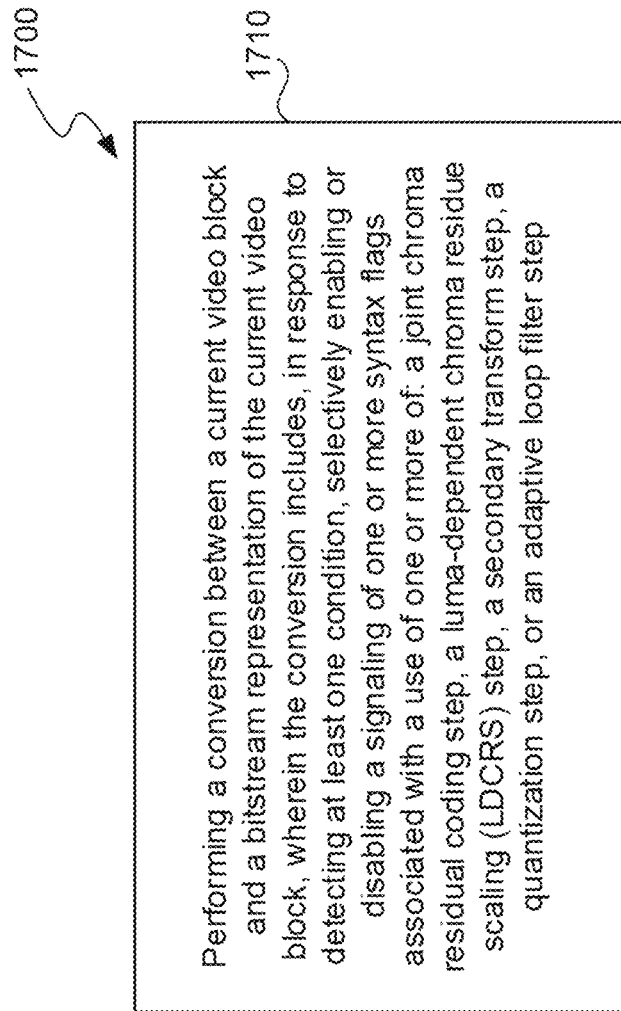 1700
1710
Performing a conversion between a current video block
and a bitstream representation of the current video
block, wherein the conversion includes, in response to
detecting at least one condition, selectively enabling or
disabling a signaling of one or more syntax flags
associated with a use of one or more of: a joint chroma
residual coding step, a luma-dependent chroma residue
scaling (LDCRS) step, a secondary transform step, a
quantization step, or an adaptive loop filter step